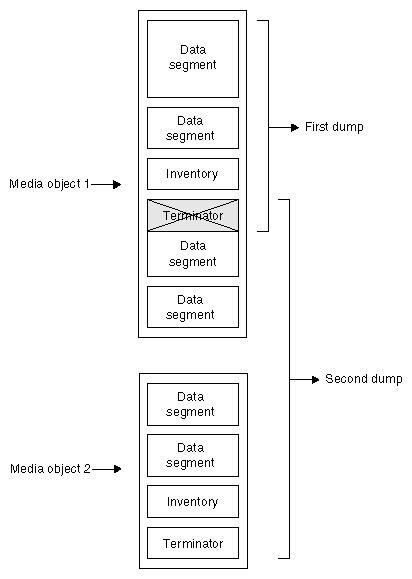 Data
segment
Data
segment
First dump
Inventory
Media object 1
Terminator
Data
segment
Data
segment
Second dump
Data
segment
Data
segment
Media object 2
Inventory
Terminator